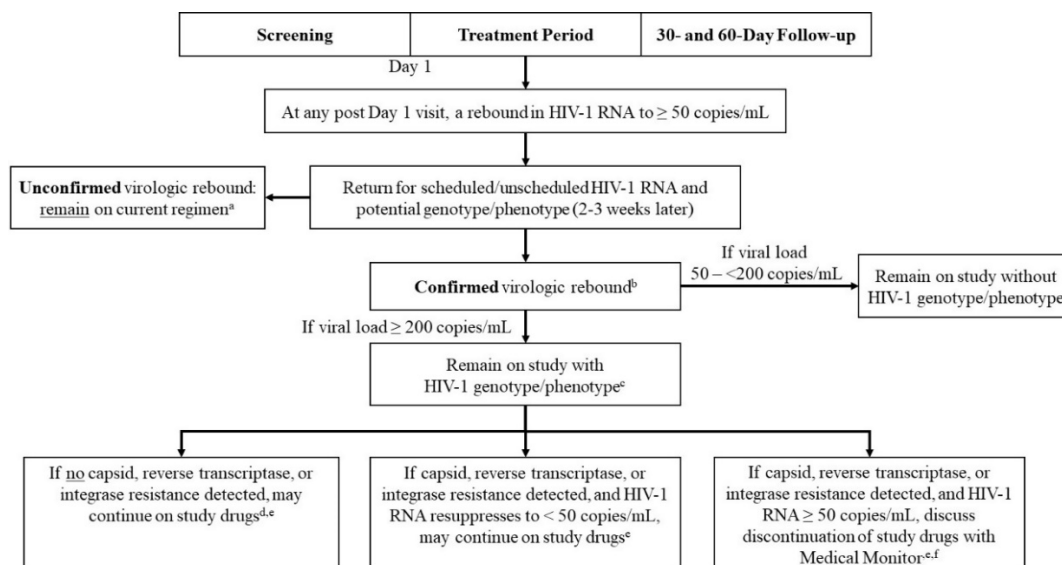 Screening
Treatment Period
30- and 60-Day Follow-up
Day 1
At any post Day 1 visit, a rebound in HIV-1 RNA to ≥ 50 copies/mL
Unconfirmed virologic rebound:
remain on current regimenᵃ
Return for scheduled/unscheduled HIV-1 RNA and
potential genotype/phenotype (2-3 weeks later)
Confirmed virologic reboundᵇ
If viral load
50 – <200 copies/mL
Remain on study without
HIV-1 genotype/phenotype
If viral load ≥ 200 copies/mL
Remain on study with
HIV-1 genotype/phenotypeᶜ
If no capsid, reverse transcriptase, or
integrase resistance detected, may
continue on study drugsᵈ,ᵉ
If capsid, reverse transcriptase, or
integrase resistance detected, and HIV-1
RNA resuppresses to < 50 copies/mL,
may continue on study drugsᵉ
If capsid, reverse transcriptase, or
integrase resistance detected, and HIV-1
RNA ≥ 50 copies/mL, discuss
discontinuation of study drugs with
Medical Monitorᵉ,ᶠ